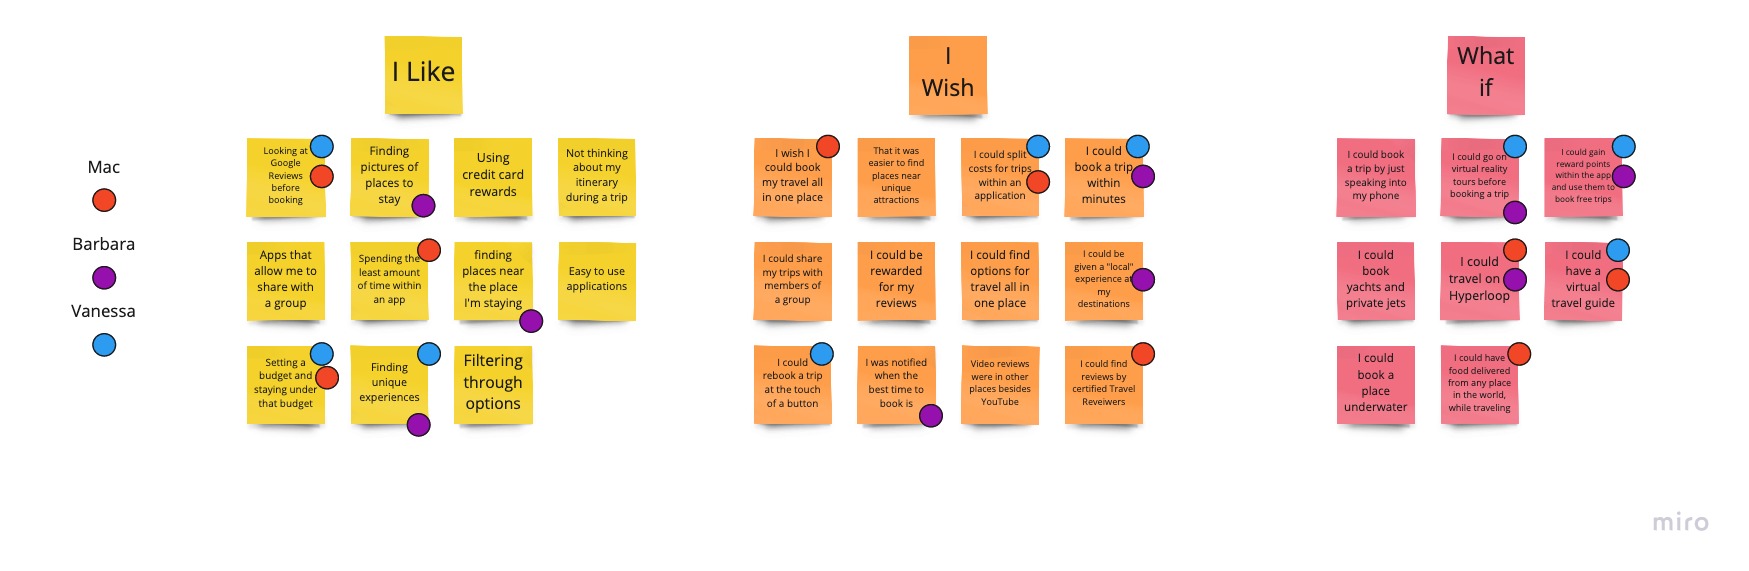 I Like
I
Wish
What
if
Mac
Barbara
Vanessa
Looking at
Google
Reviews
before
booking
Finding
pictures of
places to
stay
Using
credit card
rewards
Not thinking
about my
itinerary
during a trip
Apps that
allow me to
share with
a group
Spending the
least amount
of time within
an app
finding
places near
the place
I'm staying
Easy to use
applications
Setting a
budget and
staying under
that budget
Finding
unique
experiences
Filtering
through
options
I wish I
could book
my travel all
in one place
That it was
easier to find
places near
unique
attractions
I could split
costs for trips
within an
application
I could
book a trip
within
minutes
I could share
my trips with
members of
a group
I could be
rewarded
for my
reviews
I could find
options for
travel all in
one place
I could be
given a "local"
experience at
my
destinations
I could
rebook a trip
at the touch
of a button
I was notified
when the
best time to
book is
Video reviews
were in other
places besides
YouTube
I could find
reviews by
certified Travel
Reveiwers
I could book
a trip by just
speaking into
my phone
I could go on
virtual reality
tours before
booking a trip
I could gain
reward points
within the app
and use them to
book free trips
I could
book
yachts and
private jets
I could
travel on
Hyperloop
I could
have a
virtual
travel guide
I could
book a
place
underwater
I could have
food delivered
from any place
in the world,
while traveling
miro